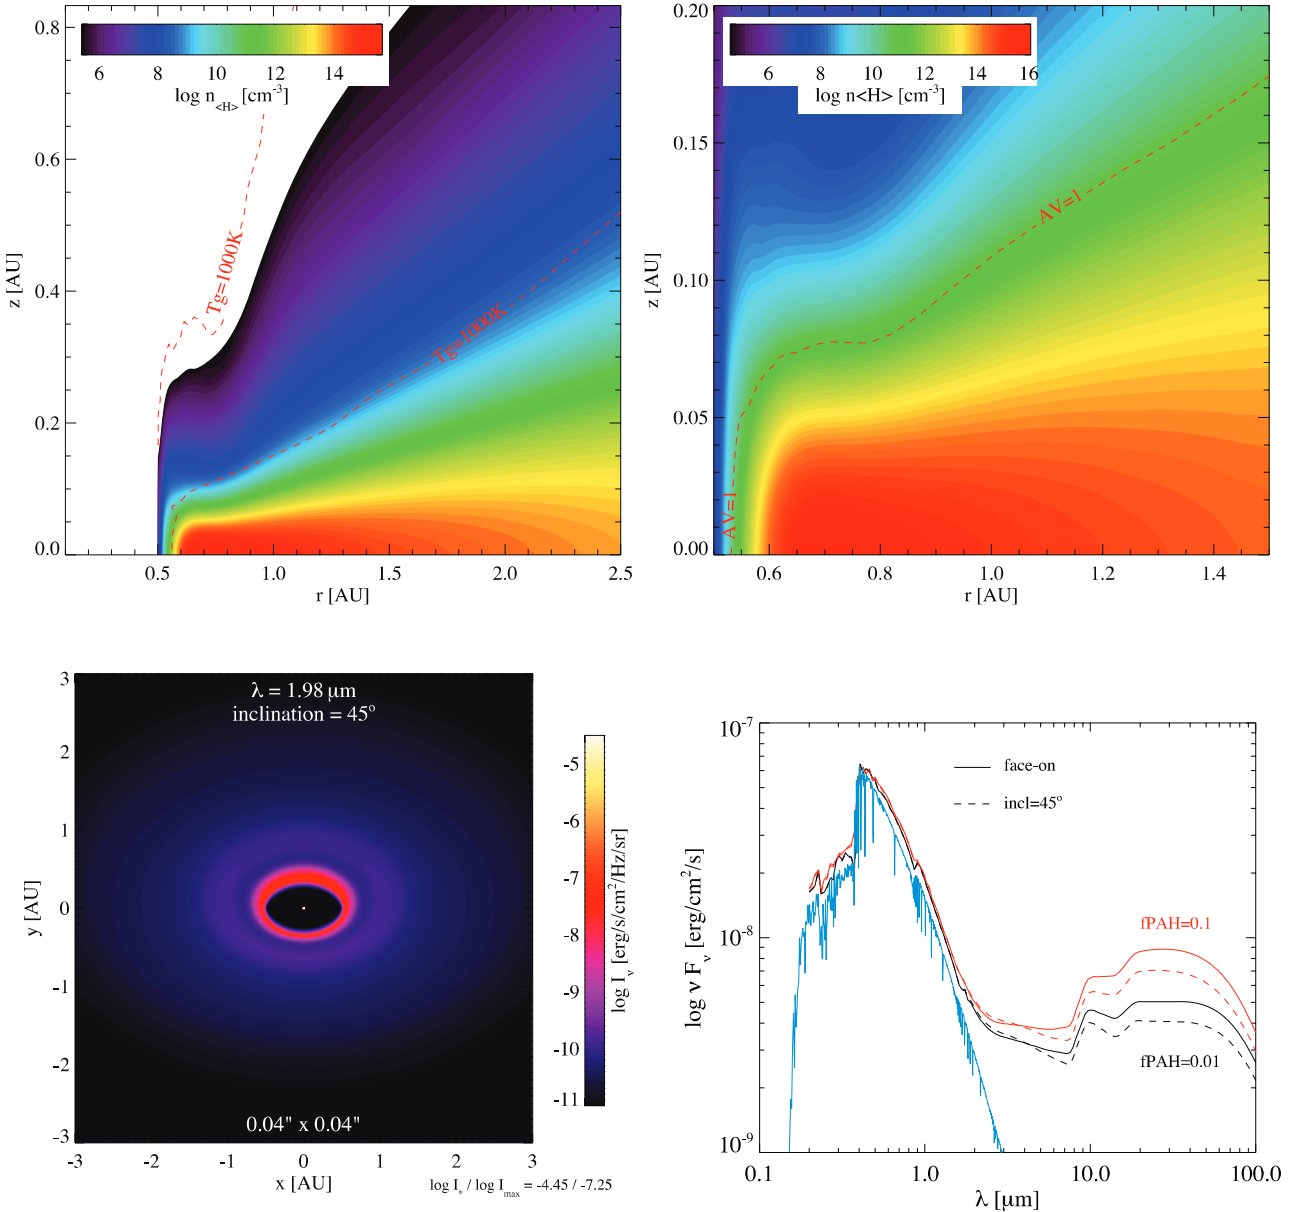 0.8
0.6
0.4
0.2
0.0
z [AU]
6 8 10 12 14
log n<H> [cm-3]
Tg=1000K
Tg=1000K
0.5 1.0 1.5 2.0 2.5
r [AU]
0.20
0.15
0.10
0.05
0.00
z [AU]
6 8 10 12 14 16
log n<H> [cm-3]
AV=1
AV=1
0.6 0.8 1.0 1.2 1.4
r [AU]
3
2
1
0
-1
-2
-3
y [AU]
λ = 1.98 μm
inclination = 45°
0.04" x 0.04"
-3 -2 -1 0 1 2 3
x [AU]
-5
-6
-7
-8
-9
-10
-11
log Iν [erg/s/cm2/Hz/sr]
log I* / log Imax = -4.45 / -7.25
10-7
10-8
10-9
log ν Fν [erg/cm2/s]
face-on
incl=45°
fPAH=0.1
fPAH=0.01
0.1 1.0 10.0 100.0
λ [μm]